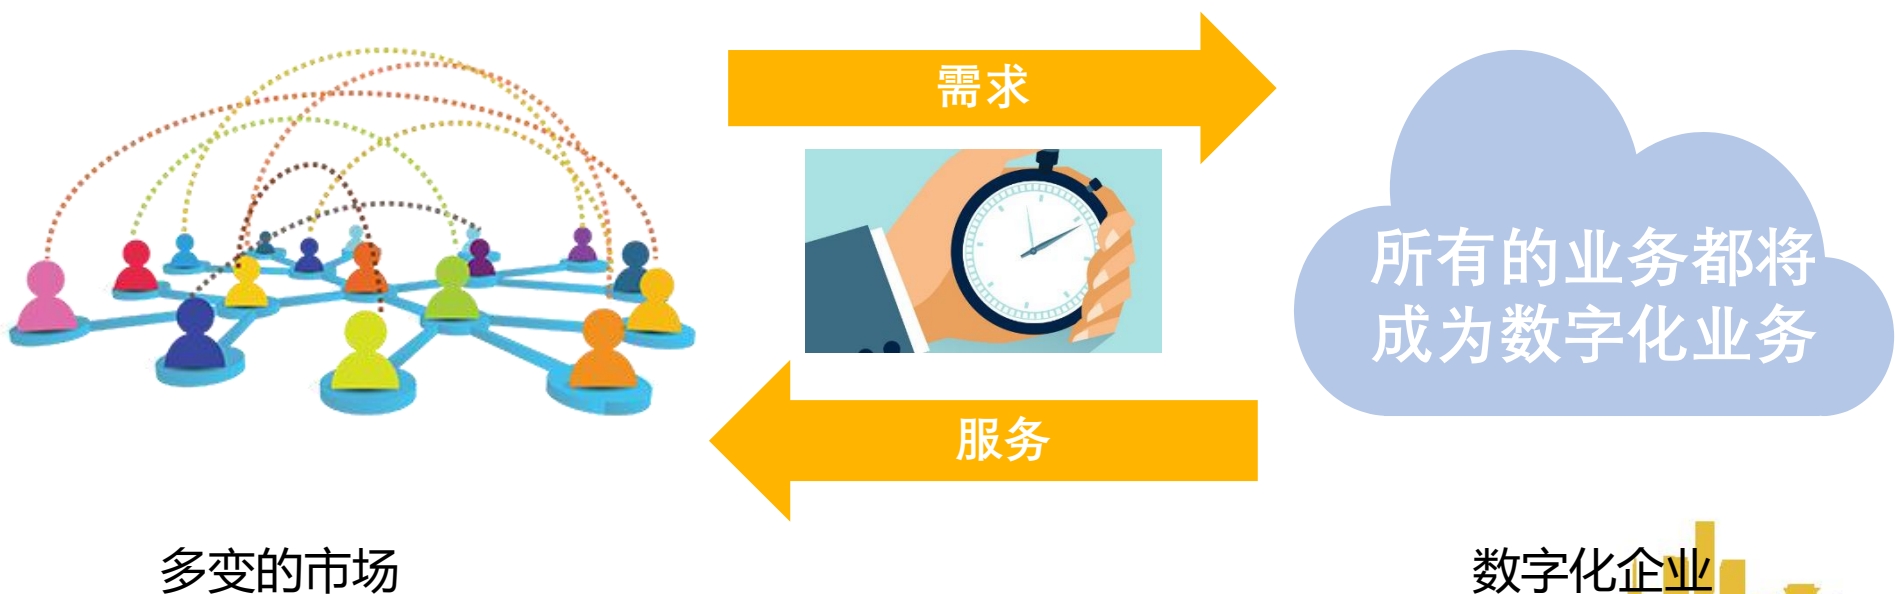 需求
所有的业务都将
成为数字化业务
服务
多变的市场
数字化企业